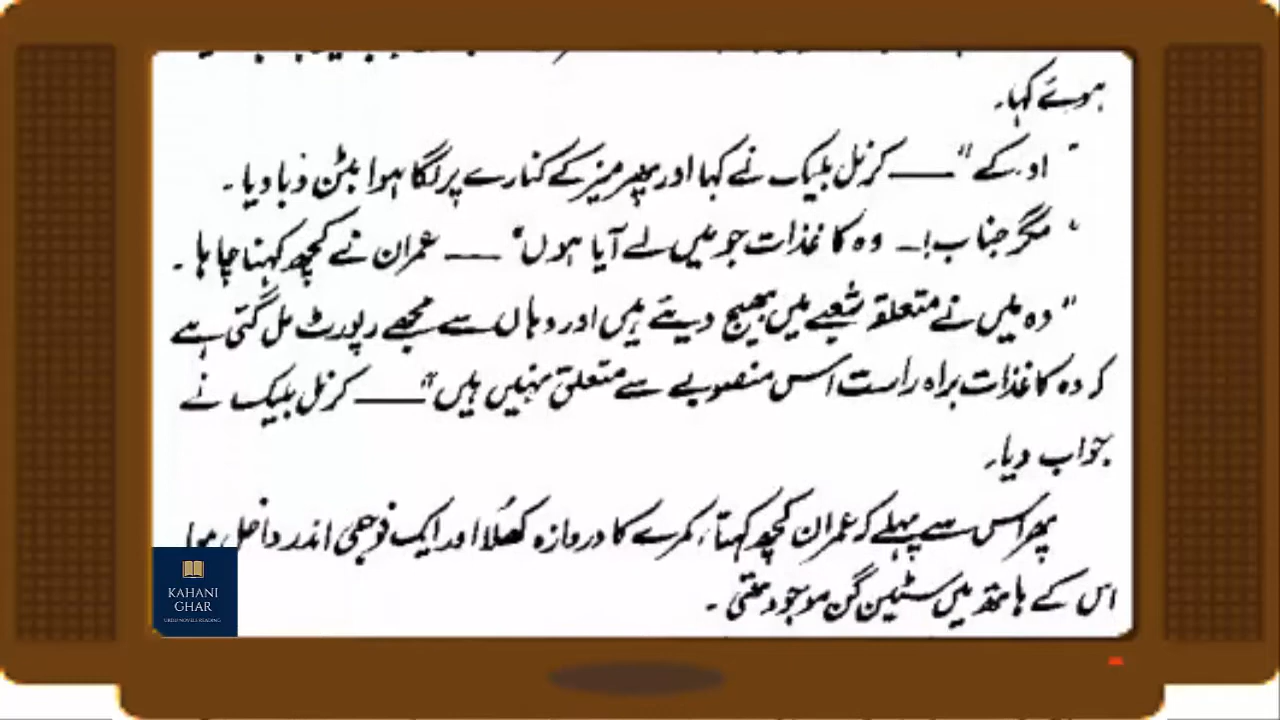 ہوئے کہا۔
"او.کے"—— کرنل بلیک نے کہا اور پھر میز کے کنارے پر لگا ہوا بٹن دبا دیا۔
"مگر جناب!— وہ کاغذات جو میں لے آیا ہوں"—— عمران نے کچھ کہنا چاہا۔
"وہ میں نے متعلقہ شعبے میں بھیج دیئے ہیں اور وہاں سے مجھے رپورٹ مل گئی ہے
کہ وہ کاغذات براہ راست اس منصوبے سے متعلق نہیں ہیں"—— کرنل بلیک نے
جواب دیا۔
پھر اس سے پہلے کہ عمران کچھ کہتا، کمرے کا دروازہ کھلا اور ایک فوجی اندر داخل ہوا
اس کے ہاتھ میں سٹین گن موجود تھی۔
KAHANI
GHAR
URDU NOVELS READING